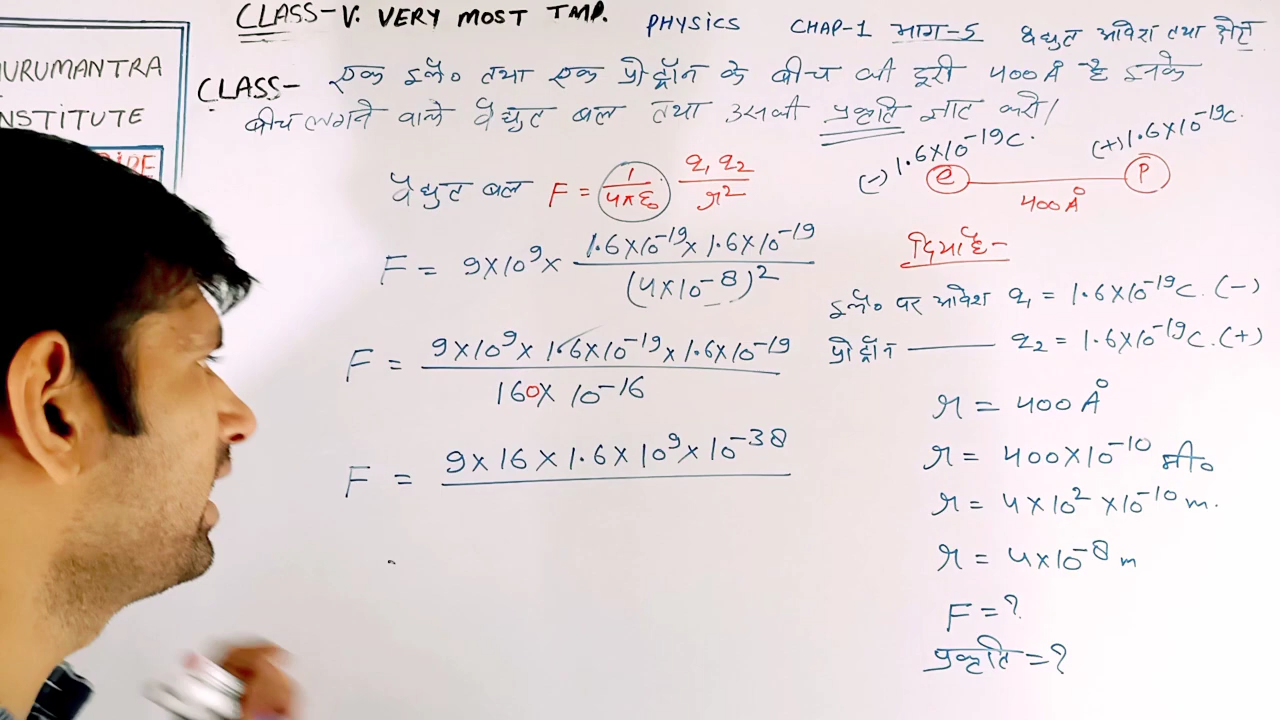 CLASS-V. VERY MOST TMP.
PHYSICS CHAP-1 भाग-5 वैद्युत आवेश तथा क्षेत्र
URUMANTRA
NSTITUTE
CLASS- एक इलै० तथा एक प्रोट्रॉन के बीच की दूरी 400 Å है इनके
बीच लगने वाले वैद्युत बल तथा उसकी प्रकृति ज्ञात करो/
(-) 1.6×10⁻¹⁹C. (+) 1.6×10⁻¹⁹C.
e P
400 Å
वैद्युत बल F = 1/4πε₀ q₁ q₂/r²
F = 9×10⁹× 1.6×10⁻¹⁹×1.6×10⁻¹⁹/(4×10⁻⁸)²
F = 9×10⁹×1.6×10⁻¹⁹×1.6×10⁻¹⁹/160× 10⁻¹⁶
F = 9×16×1.6×10⁹×10⁻³⁸
दिया है-
इलै० पर आवेश q₁ = 1.6×10⁻¹⁹C. (-)
प्रोट्रॉन ——— q₂ = 1.6×10⁻¹⁹C. (+)
r = 400 Å
r = 400×10⁻¹⁰ मी०
r = 4×10² ×10⁻¹⁰ m.
r = 4×10⁻⁸ m
F = ?
प्रकृति = ?